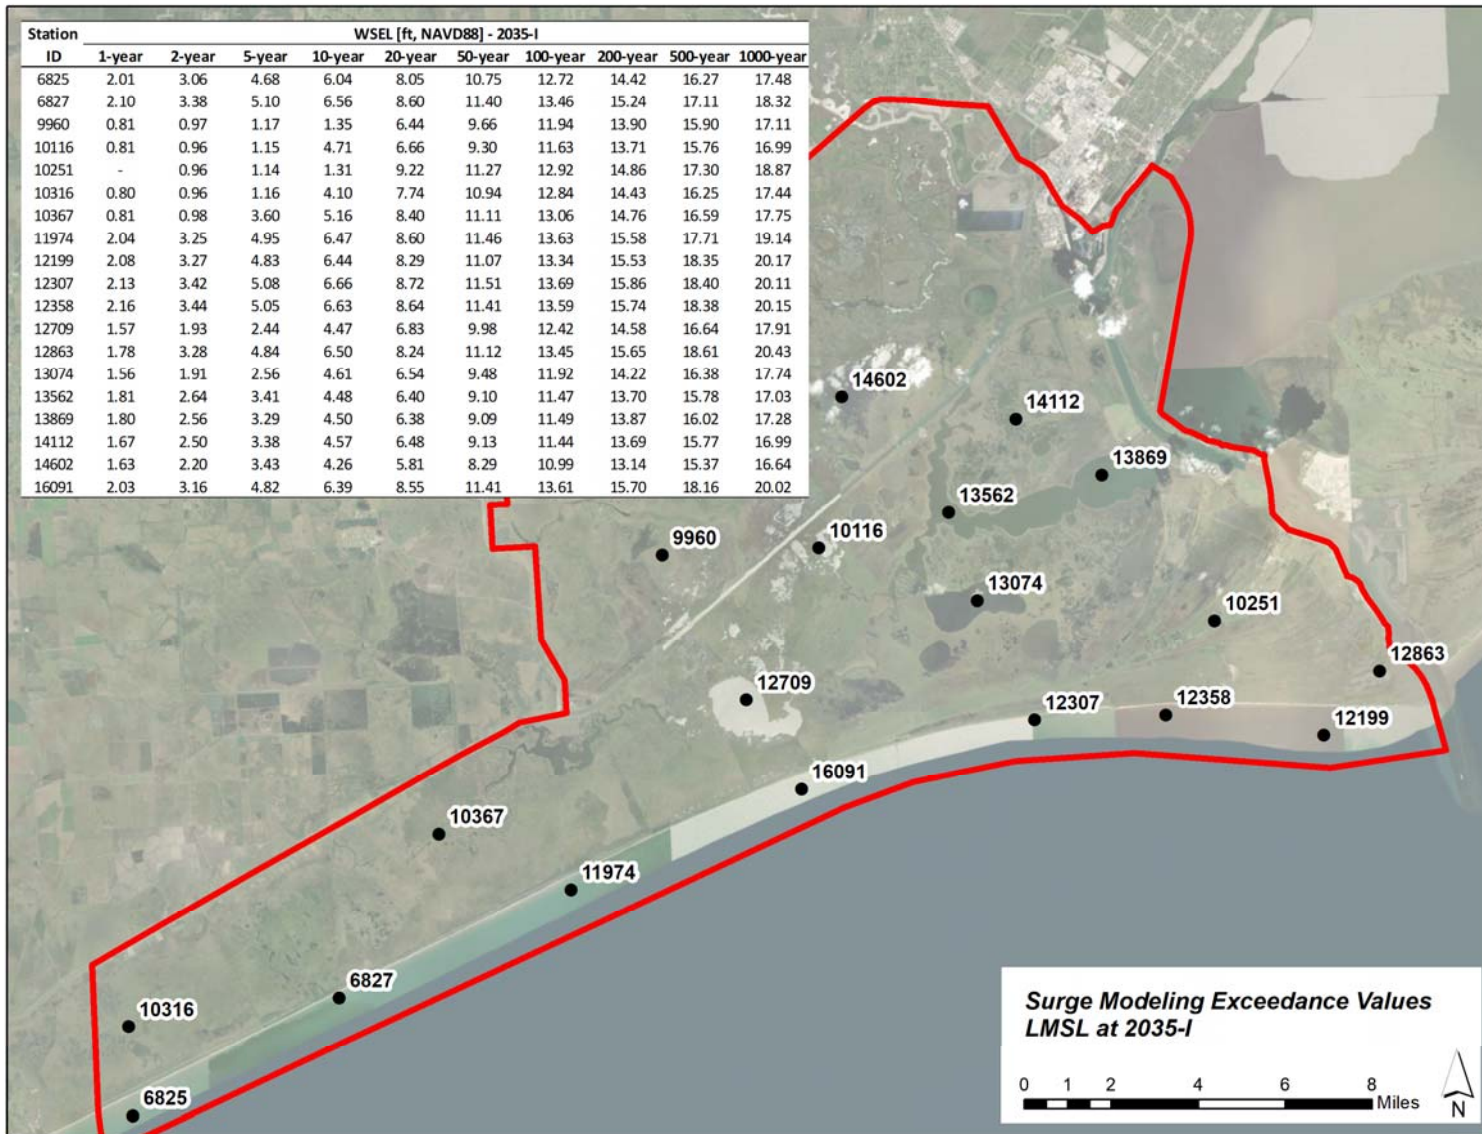 Station WSEL [ft, NAVD88] - 2035-I
ID 1-year 2-year 5-year 10-year 20-year 50-year 100-year 200-year 500-year 1000-year
6825 2.01 3.06 4.68 6.04 8.05 10.75 12.72 14.42 16.27 17.48
6827 2.10 3.38 5.10 6.56 8.60 11.40 13.46 15.24 17.11 18.32
9960 0.81 0.97 1.17 1.35 6.44 9.66 11.94 13.90 15.90 17.11
10116 0.81 0.96 1.15 4.71 6.66 9.30 11.63 13.71 15.76 16.99
10251 - 0.96 1.14 1.31 9.22 11.27 12.92 14.86 17.30 18.87
10316 0.80 0.96 1.16 4.10 7.74 10.94 12.84 14.43 16.25 17.44
10367 0.81 0.98 3.60 5.16 8.40 11.11 13.06 14.76 16.59 17.75
11974 2.04 3.25 4.95 6.47 8.60 11.46 13.63 15.58 17.71 19.14
12199 2.08 3.27 4.83 6.44 8.29 11.07 13.34 15.53 18.35 20.17
12307 2.13 3.42 5.08 6.66 8.72 11.51 13.69 15.86 18.40 20.11
12358 2.16 3.44 5.05 6.63 8.64 11.41 13.59 15.74 18.38 20.15
12709 1.57 1.93 2.44 4.47 6.83 9.98 12.42 14.58 16.64 17.91
12863 1.78 3.28 4.84 6.50 8.24 11.12 13.45 15.65 18.61 20.43
13074 1.56 1.91 2.56 4.61 6.54 9.48 11.92 14.22 16.38 17.74
13562 1.81 2.64 3.41 4.48 6.40 9.10 11.47 13.70 15.78 17.03
13869 1.80 2.56 3.29 4.50 6.38 9.09 11.49 13.87 16.02 17.28
14112 1.67 2.50 3.38 4.57 6.48 9.13 11.44 13.69 15.77 16.99
14602 1.63 2.20 3.43 4.26 5.81 8.29 10.99 13.14 15.37 16.64
16091 2.03 3.16 4.82 6.39 8.55 11.41 13.61 15.70 18.16 20.02
14602
14112
13869
13562
9960
10116
13074
10251
12863
12709
12307
12358
12199
16091
10367
11974
6827
10316
6825
Surge Modeling Exceedance Values
LMSL at 2035-I
0 1 2 4 6 8
Miles
N